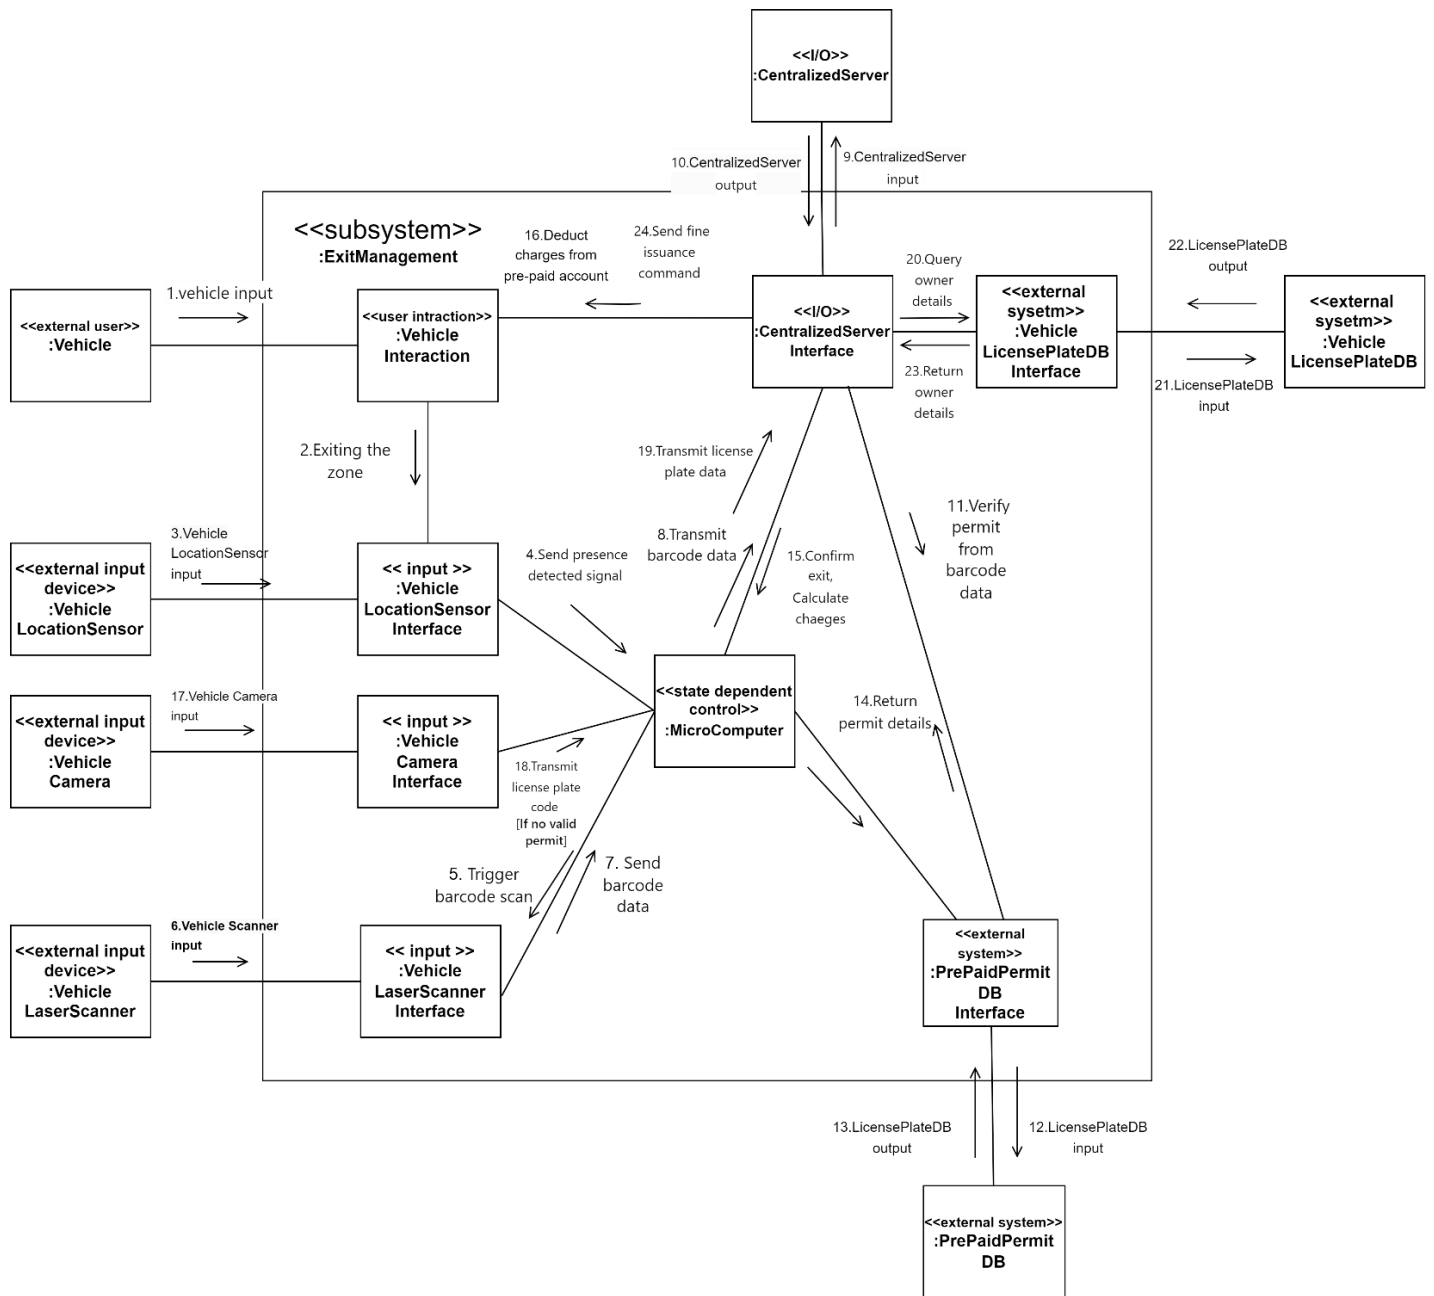 <<I/O>>
:CentralizedServer
10.CentralizedServer
output
9.CentralizedServer
input
<<subsystem>>
:ExitManagement
16.Deduct
charges from
pre-paid account
24.Send fine
issuance
command
20.Query
owner
details
22.LicensePlateDB
output
1.vehicle input
<<external user>>
:Vehicle
<<user intraction>>
:Vehicle
Interaction
<<I/O>>
:CentralizedServer
Interface
<<external
sysetm>>
:Vehicle
LicensePlateDB
Interface
<<external
sysetm>>
:Vehicle
LicensePlateDB
23.Return
owner
details
21.LicensePlateDB
input
2.Exiting the
zone
19.Transmit license
plate data
3.Vehicle
LocationSensor
input
4.Send presence
detected signal
8.Transmit
barcode data
15.Confirm
exit,
Calculate
chaeges
11.Verify
permit
from
barcode
data
<<external input
device>>
:Vehicle
LocationSensor
<< input >>
:Vehicle
LocationSensor
Interface
17.Vehicle Camera
input
<<state dependent
control>>
:MicroComputer
14.Return
permit details
<<external input
device>>
:Vehicle
Camera
<< input >>
:Vehicle
Camera
Interface
18.Transmit
license plate
code
[If no valid
permit]
5. Trigger
barcode scan
7. Send
barcode
data
6.Vehicle Scanner
input
<<external input
device>>
:Vehicle
LaserScanner
<< input >>
:Vehicle
LaserScanner
Interface
<<external
system>>
:PrePaidPermit
DB
Interface
13.LicensePlateDB
output
12.LicensePlateDB
input
<<external system>>
:PrePaidPermit
DB